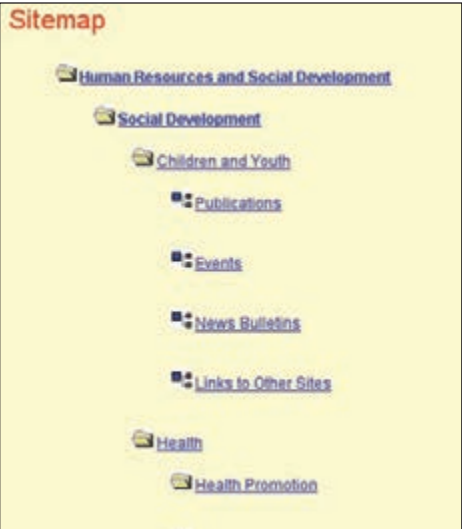 Sitemap
Human Resources and Social Development
Social Development
Children and Youth
Publications
Events
News Bulletins
Links to Other Sites
Health
Health Promotion